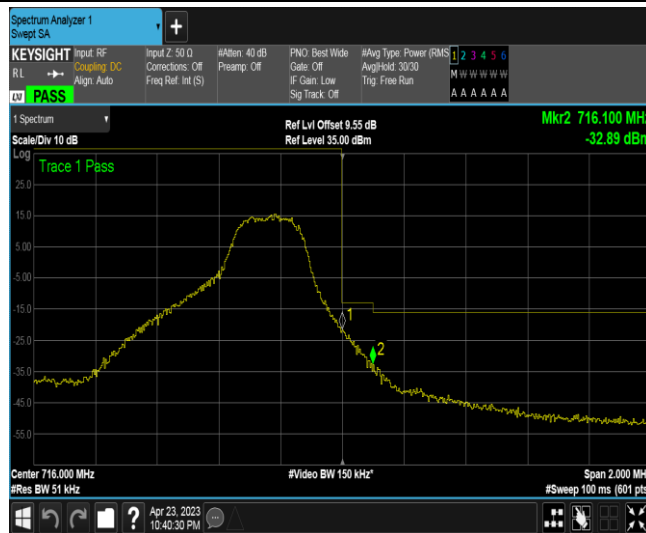 Spectrum Analyzer 1
Swept SA
+
KEYSIGHT
RL
LXI PASS
Input: RF
Coupling: DC
Align: Auto
Input Z: 50 Ω
Corrections: Off
Freq Ref: Int (S)
#Atten: 40 dB
Preamp: Off
PNO: Best Wide
Gate: Off
IF Gain: Low
Sig Track: Off
#Avg Type: Power (RMS
Avg|Hold: 30/30
Trig: Free Run
1 2 3 4 5 6
M W W W W W
A A A A A A
1 Spectrum
Scale/Div 10 dB
Log
Ref Lvl Offset 9.55 dB
Ref Level 35.00 dBm
Mkr2 716.100 MHz
-32.89 dBm
Trace 1 Pass
25.0
15.0
5.00
-5.00
-15.0
-25.0
-35.0
-45.0
-55.0
1
2
Center 716.000 MHz
#Res BW 51 kHz
#Video BW 150 kHz*
Span 2.000 MH
#Sweep 100 ms (601 pts
?
Apr 23, 2023
10:40:30 PM